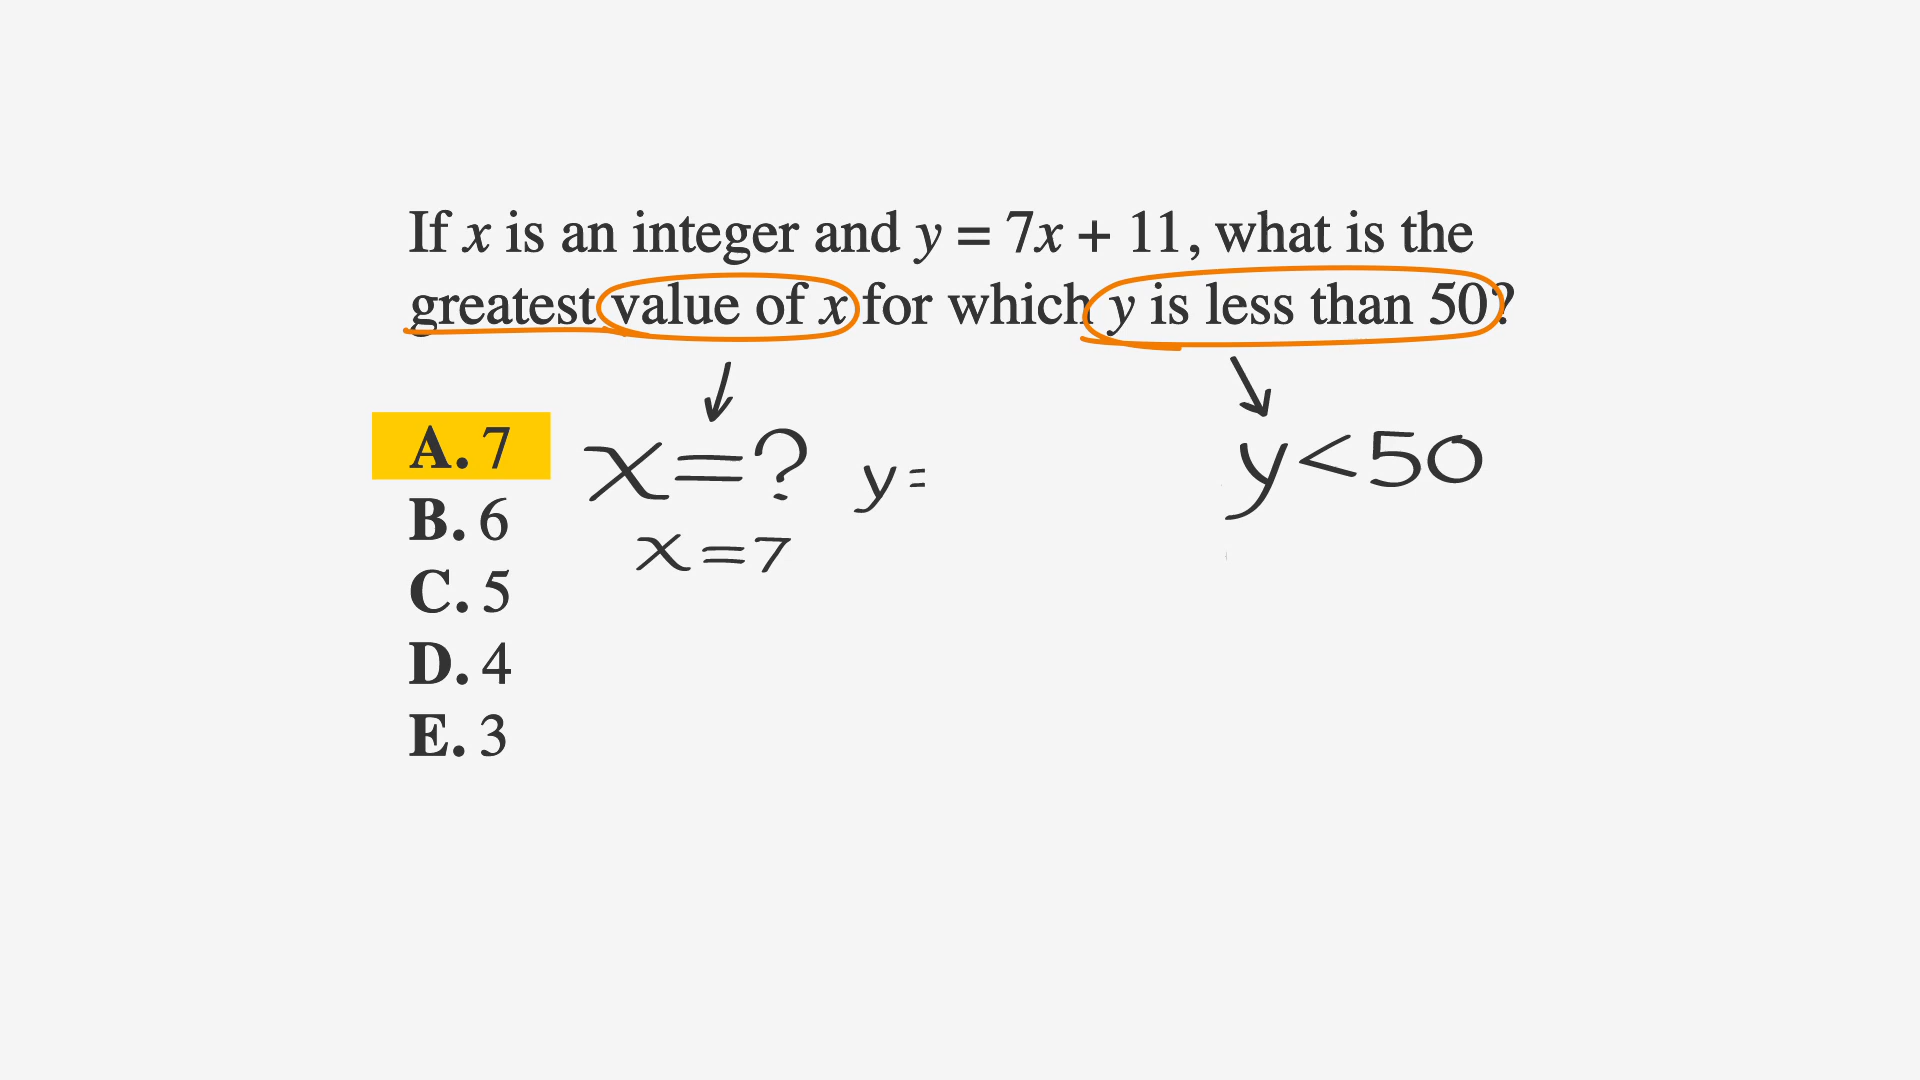 If x is an integer and y = 7x + 11, what is the
greatest value of x for which y is less than 50?
A. 7
x=? y=
y<50
x=7
B. 6
C. 5
D. 4
E. 3